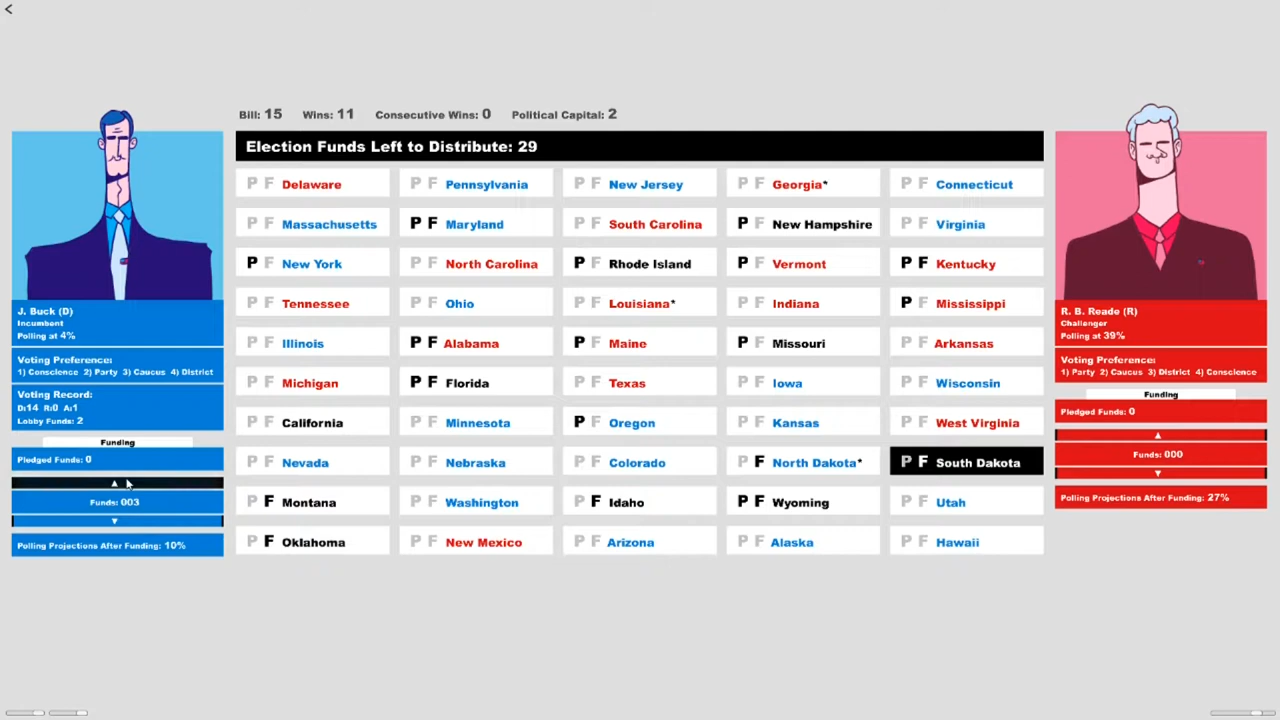 <
Bill: 15 Wins: 11 Consecutive Wins: 0 Political Capital: 2
Election Funds Left to Distribute: 29
P F Delaware P F Pennsylvania P F New Jersey P F Georgia* P F Connecticut
P F Massachusetts P F Maryland P F South Carolina P F New Hampshire P F Virginia
P F New York P F North Carolina P F Rhode Island P F Vermont P F Kentucky
P F Tennessee P F Ohio P F Louisiana* P F Indiana P F Mississippi
P F Illinois P F Alabama P F Maine P F Missouri P F Arkansas
P F Michigan P F Florida P F Texas P F Iowa P F Wisconsin
P F California P F Minnesota P F Oregon P F Kansas P F West Virginia
P F Nevada P F Nebraska P F Colorado P F North Dakota* P F South Dakota
P F Montana P F Washington P F Idaho P F Wyoming P F Utah
P F Oklahoma P F New Mexico P F Arizona P F Alaska P F Hawaii
J. Buck (D)
Incumbent
Polling at 4%
Voting Preference:
1) Conscience 2) Party 3) Caucus 4) District
Voting Record:
D:14 R:0 A:1
Lobby Funds: 2
Funding
Pledged Funds: 0
Funds: 003
Polling Projections After Funding: 10%
R. B. Reade (R)
Challenger
Polling at 39%
Voting Preference:
1) Party 2) Caucus 3) District 4) Conscience
Funding
Pledged Funds: 0
Funds: 000
Polling Projections After Funding: 27%